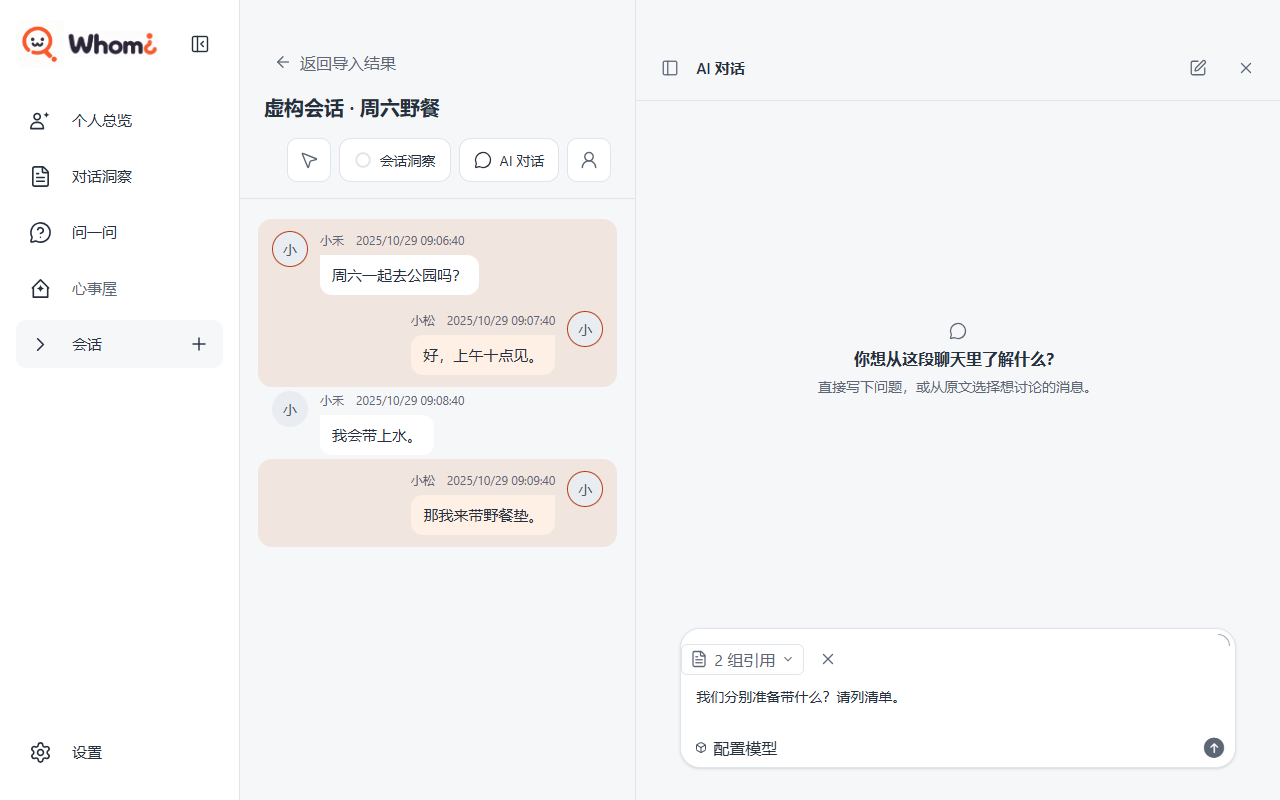 Whomi
个人总览
对话洞察
问一问
心事屋
会话
设置
返回导入结果
虚构会话 · 周六野餐
会话洞察
AI 对话
小
小禾 2025/10/29 09:06:40
周六一起去公园吗？
小松 2025/10/29 09:07:40
小
好，上午十点见。
小
小禾 2025/10/29 09:08:40
我会带上水。
小松 2025/10/29 09:09:40
小
那我来带野餐垫。
AI 对话
你想从这段聊天里了解什么？
直接写下问题，或从原文选择想讨论的消息。
2 组引用
我们分别准备带什么？请列清单。
配置模型